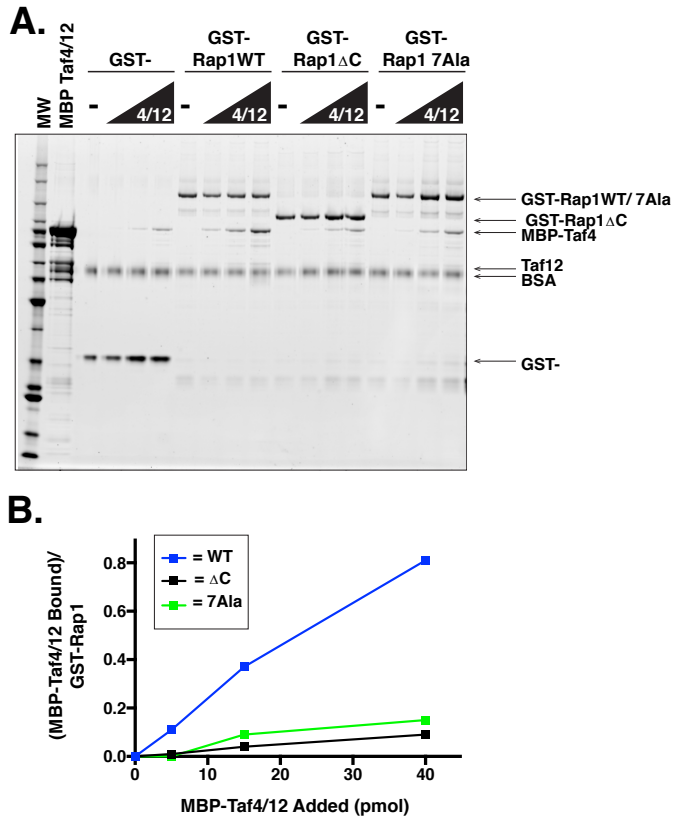 A.
MW
MBP Taf4/12
GST-
GST-
Rap1WT
GST-
Rap1ΔC
GST-
Rap1 7Ala
- 4/12 - 4/12 - 4/12 - 4/12
GST-Rap1WT/ 7Ala
GST-Rap1ΔC
MBP-Taf4
Taf12
BSA
GST-
B.
(MBP-Taf4/12 Bound)/
GST-Rap1
0.8
0.6
0.4
0.2
0.0
= WT
= ΔC
= 7Ala
0 10 20 30 40
MBP-Taf4/12 Added (pmol)